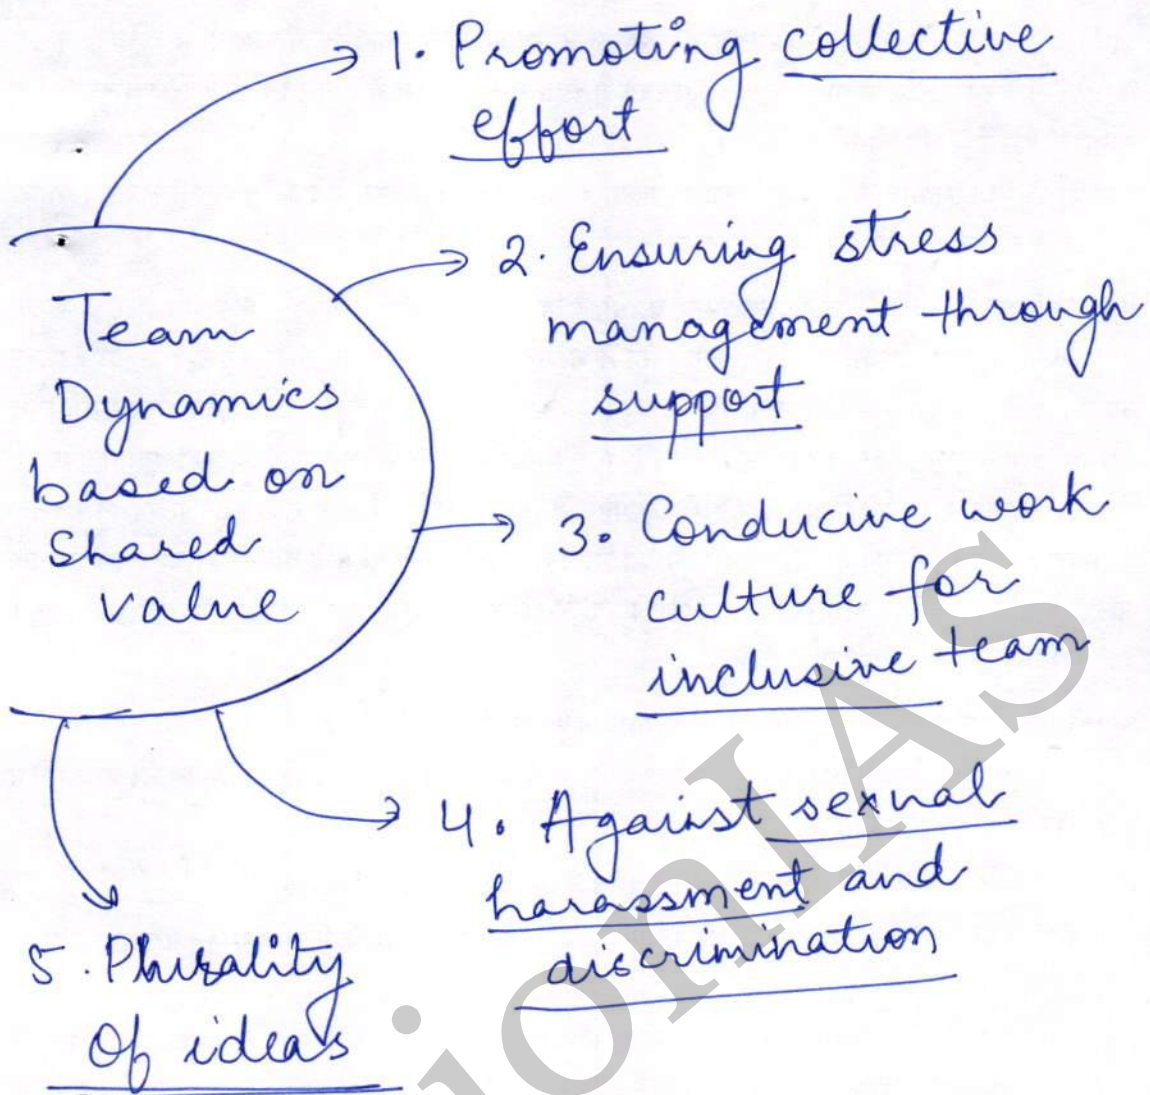 1. Promoting collective
effort
Team
Dynamics
based on
Shared
value
2. Ensuring stress
management through
support
3. Conducive work
culture for
inclusive team
4. Against sexual
harassment and
discrimination
5. Plurality
Of ideas
ionIAS